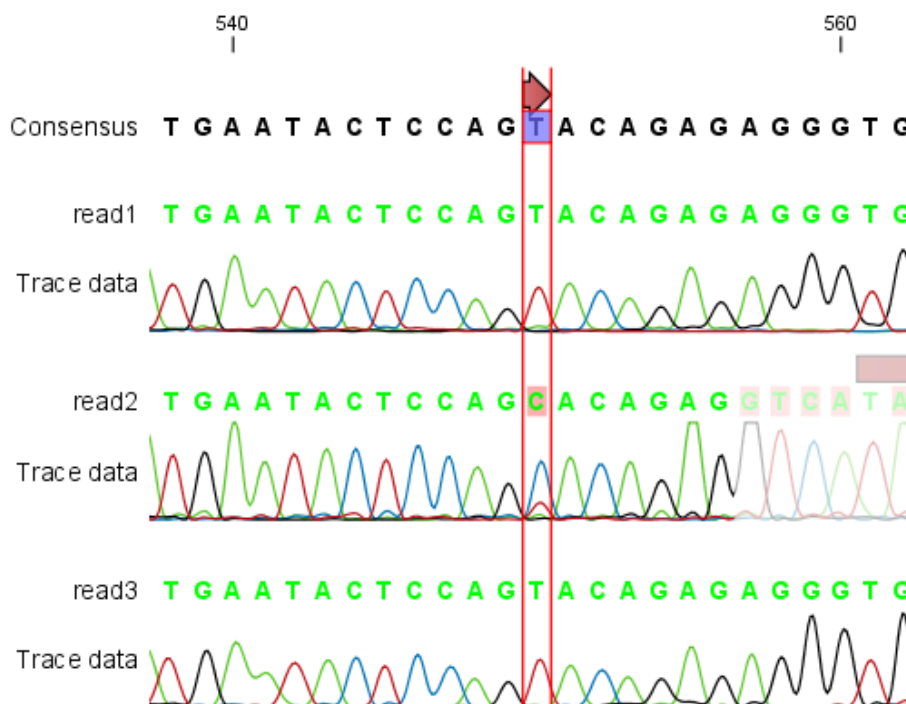 540 560
Consensus T G A A T A C T C C A G T A C A G A G A G G G T G
read1 T G A A T A C T C C A G T A C A G A G A G G G T G
Trace data
read2 T G A A T A C T C C A G C A C A G A G G T C A T A
Trace data
read3 T G A A T A C T C C A G T A C A G A G A G G G T G
Trace data